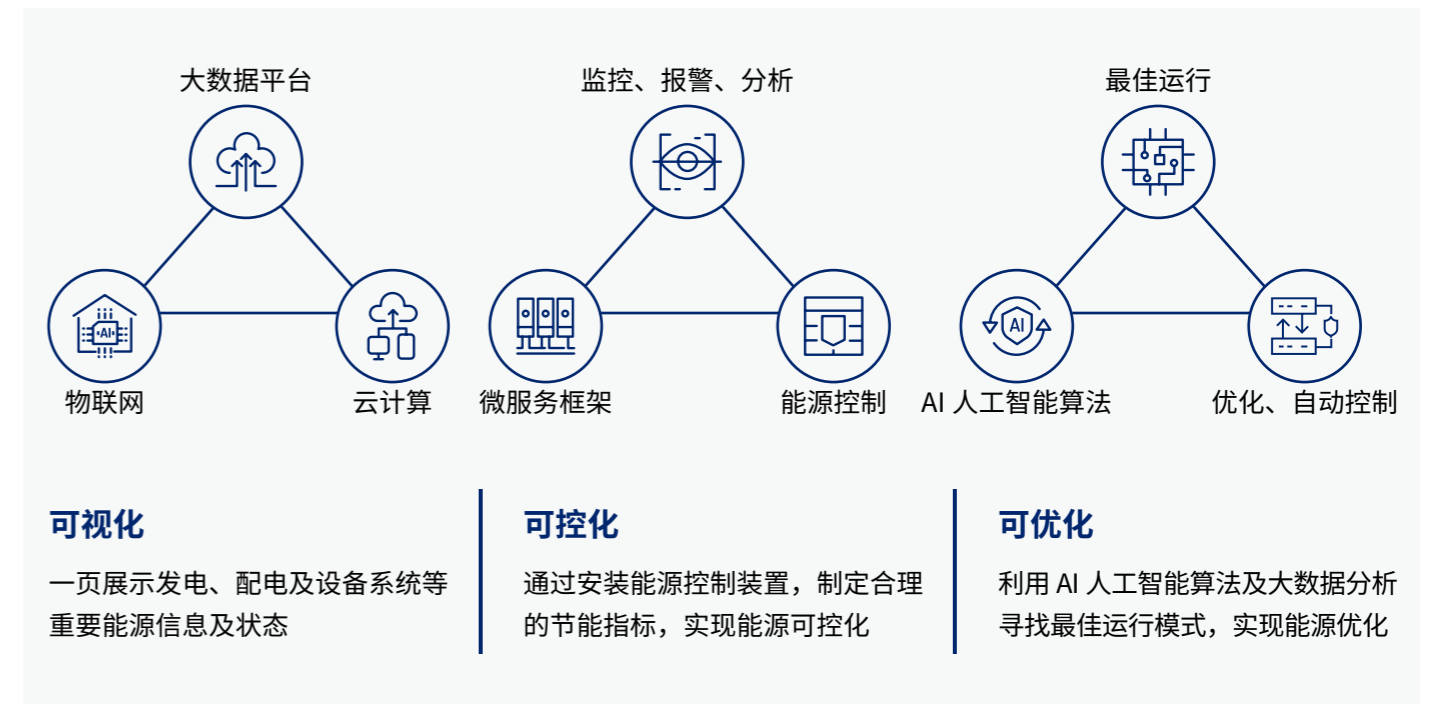 大数据平台
监控、报警、分析
最佳运行
AI
AI
物联网
云计算
微服务框架
能源控制
AI 人工智能算法
优化、自动控制
可视化
一页展示发电、配电及设备系统等
重要能源信息及状态
可控化
通过安装能源控制装置，制定合理
的节能指标，实现能源可控化
可优化
利用 AI 人工智能算法及大数据分析
寻找最佳运行模式，实现能源优化